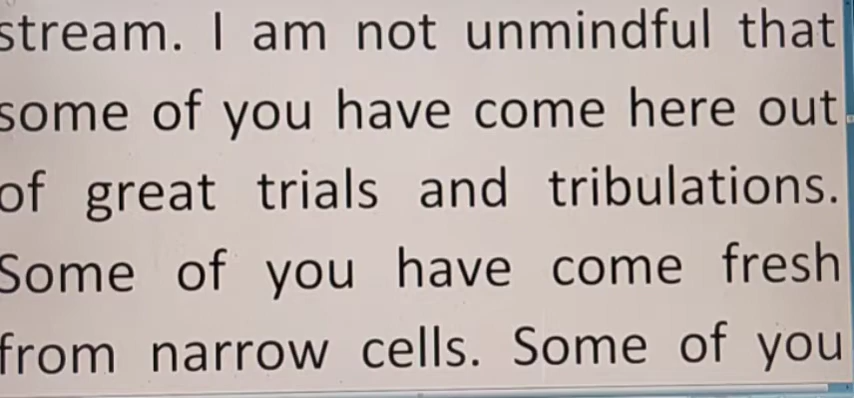 stream. I am not unmindful that
some of you have come here out
of great trials and tribulations.
Some of you have come fresh
from narrow cells. Some of you